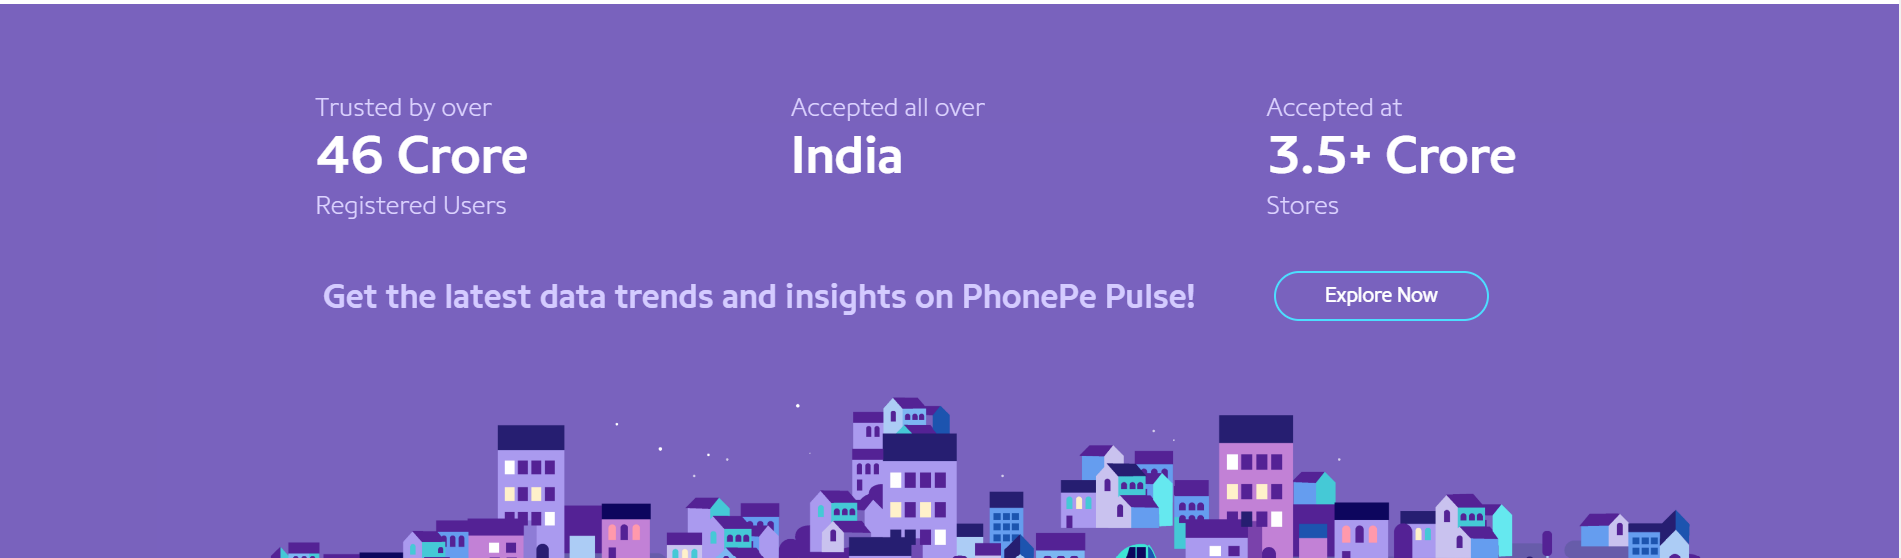 Trusted by over
46 Crore
Registered Users
Accepted all over
India
Accepted at
3.5+ Crore
Stores
Get the latest data trends and insights on PhonePe Pulse!
Explore Now